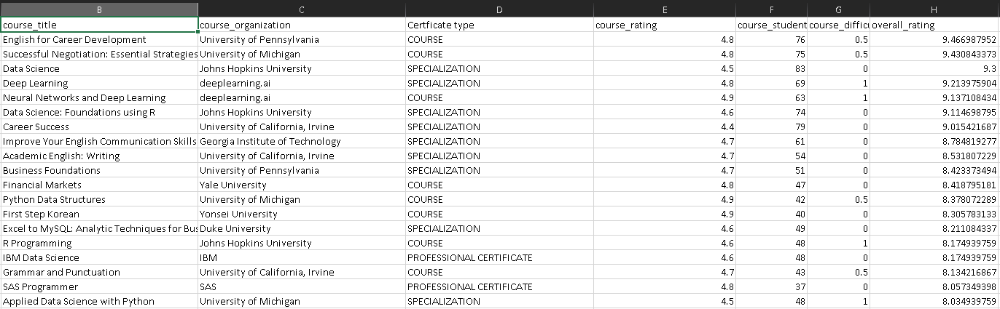 B C D E F G H
course_title course_organization Certficate type course_rating course_student course_difficu overall_rating
English for Career Development University of Pennsylvania COURSE 4.8 76 0.5 9.466987952
Successful Negotiation: Essential Strategies University of Michigan COURSE 4.8 75 0.5 9.430843373
Data Science Johns Hopkins University SPECIALIZATION 4.5 83 0 9.3
Deep Learning deeplearning.ai SPECIALIZATION 4.8 69 1 9.213975904
Neural Networks and Deep Learning deeplearning.ai COURSE 4.9 63 1 9.137108434
Data Science: Foundations using R Johns Hopkins University SPECIALIZATION 4.6 74 0 9.114698795
Career Success University of California, Irvine SPECIALIZATION 4.4 79 0 9.015421687
Improve Your English Communication Skills Georgia Institute of Technology SPECIALIZATION 4.7 61 0 8.784819277
Academic English: Writing University of California, Irvine SPECIALIZATION 4.7 54 0 8.531807229
Business Foundations University of Pennsylvania SPECIALIZATION 4.7 51 0 8.423373494
Financial Markets Yale University COURSE 4.8 47 0 8.418795181
Python Data Structures University of Michigan COURSE 4.9 42 0.5 8.378072289
First Step Korean Yonsei University COURSE 4.9 40 0 8.305783133
Excel to MySQL: Analytic Techniques for Bus Duke University SPECIALIZATION 4.6 49 0 8.211084337
R Programming Johns Hopkins University COURSE 4.6 48 1 8.174939759
IBM Data Science IBM PROFESSIONAL CERTIFICATE 4.6 48 0 8.174939759
Grammar and Punctuation University of California, Irvine COURSE 4.7 43 0.5 8.134216867
SAS Programmer SAS PROFESSIONAL CERTIFICATE 4.8 37 0 8.057349398
Applied Data Science with Python University of Michigan SPECIALIZATION 4.5 48 1 8.034939759